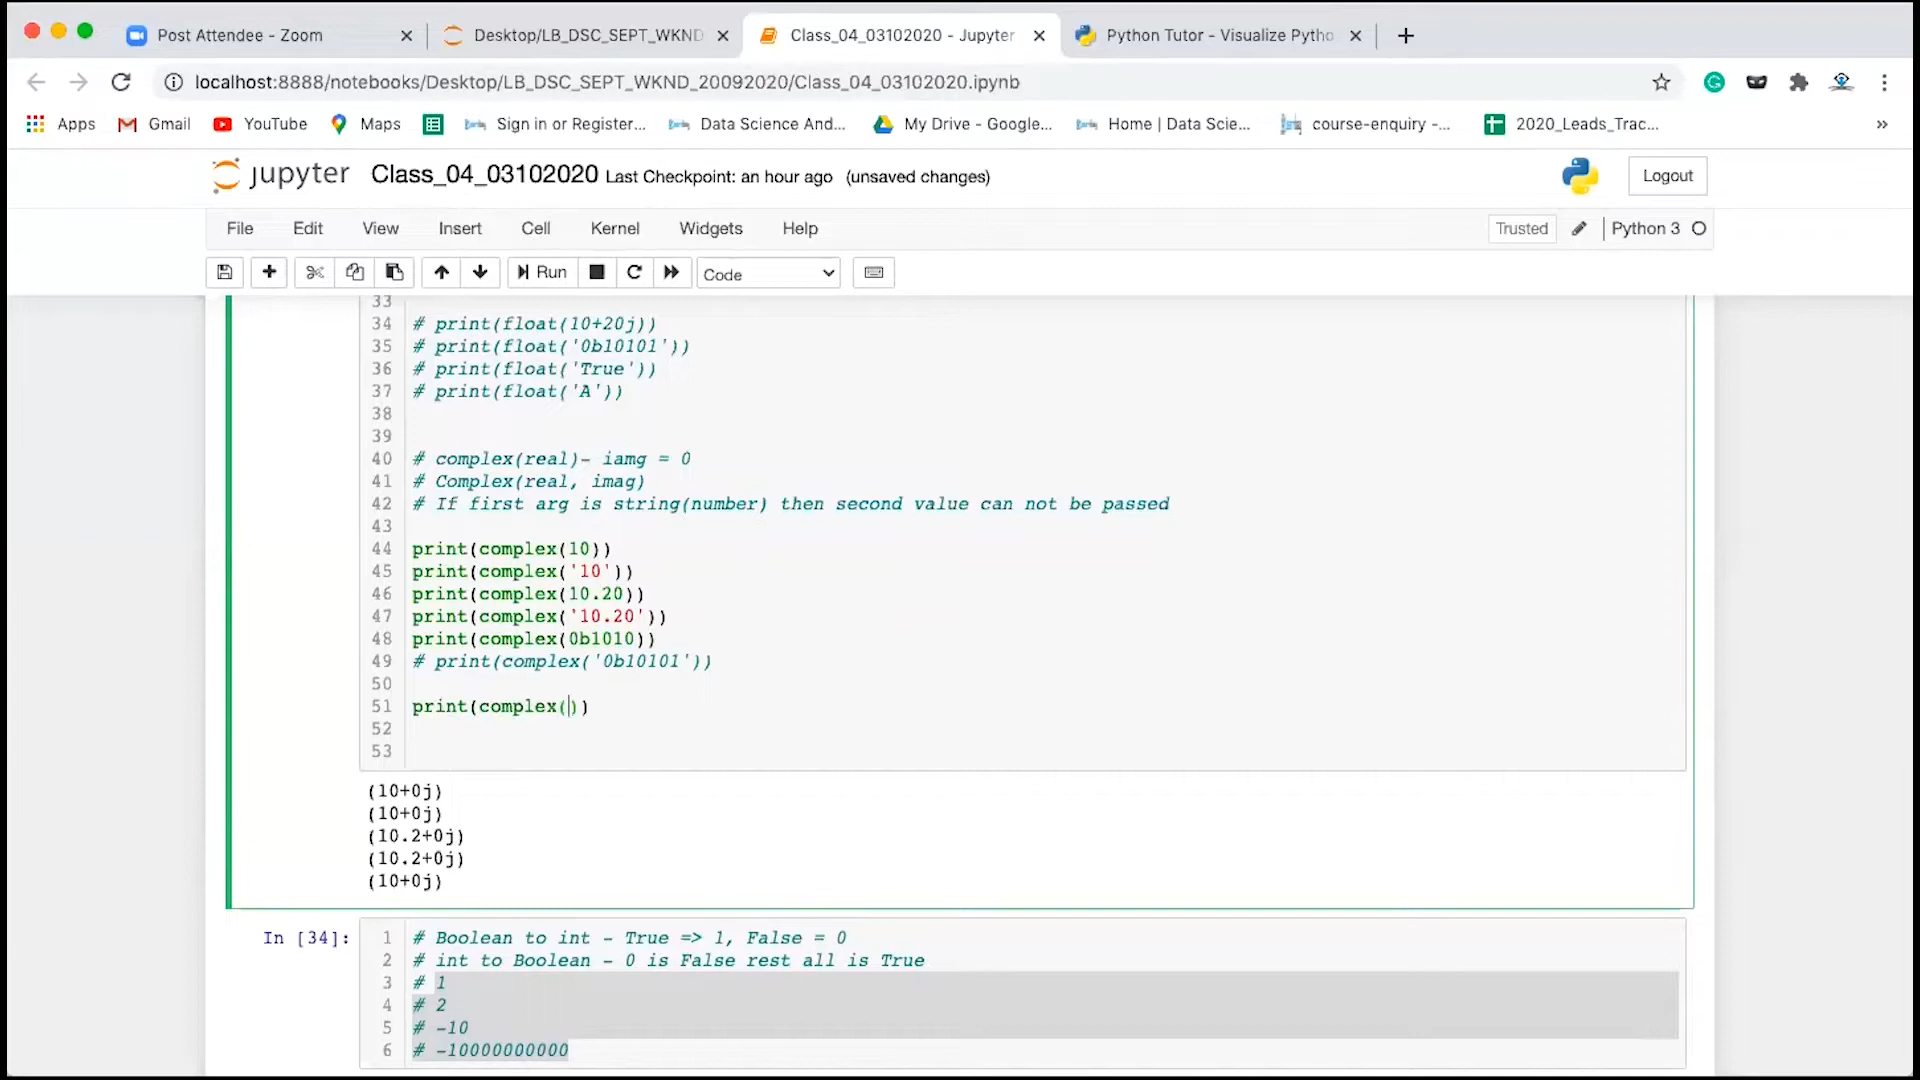 Post Attendee - Zoom
Desktop/LB_DSC_SEPT_WKND
Class_04_03102020 - Jupyter
Python Tutor - Visualize Pytho
localhost:8888/notebooks/Desktop/LB_DSC_SEPT_WKND_20092020/Class_04_03102020.ipynb
Apps Gmail YouTube Maps Sign in or Register... Data Science And... My Drive - Google... Home | Data Scie... course-enquiry -... 2020_Leads_Trac... »
jupyter Class_04_03102020 Last Checkpoint: an hour ago (unsaved changes) Logout
File Edit View Insert Cell Kernel Widgets Help Trusted Python 3
Run Code
33
34 # print(float(10+20j))
35 # print(float('0b10101'))
36 # print(float('True'))
37 # print(float('A'))
38
39
40 # complex(real)- iamg = 0
41 # Complex(real, imag)
42 # If first arg is string(number) then second value can not be passed
43
44 print(complex(10))
45 print(complex('10'))
46 print(complex(10.20))
47 print(complex('10.20'))
48 print(complex(0b1010))
49 # print(complex('0b10101'))
50
51 print(complex())
52
53
(10+0j)
(10+0j)
(10.2+0j)
(10.2+0j)
(10+0j)
In [34]: 1 # Boolean to int - True => 1, False = 0
2 # int to Boolean - 0 is False rest all is True
3 # 1
4 # 2
5 # -10
6 # -10000000000